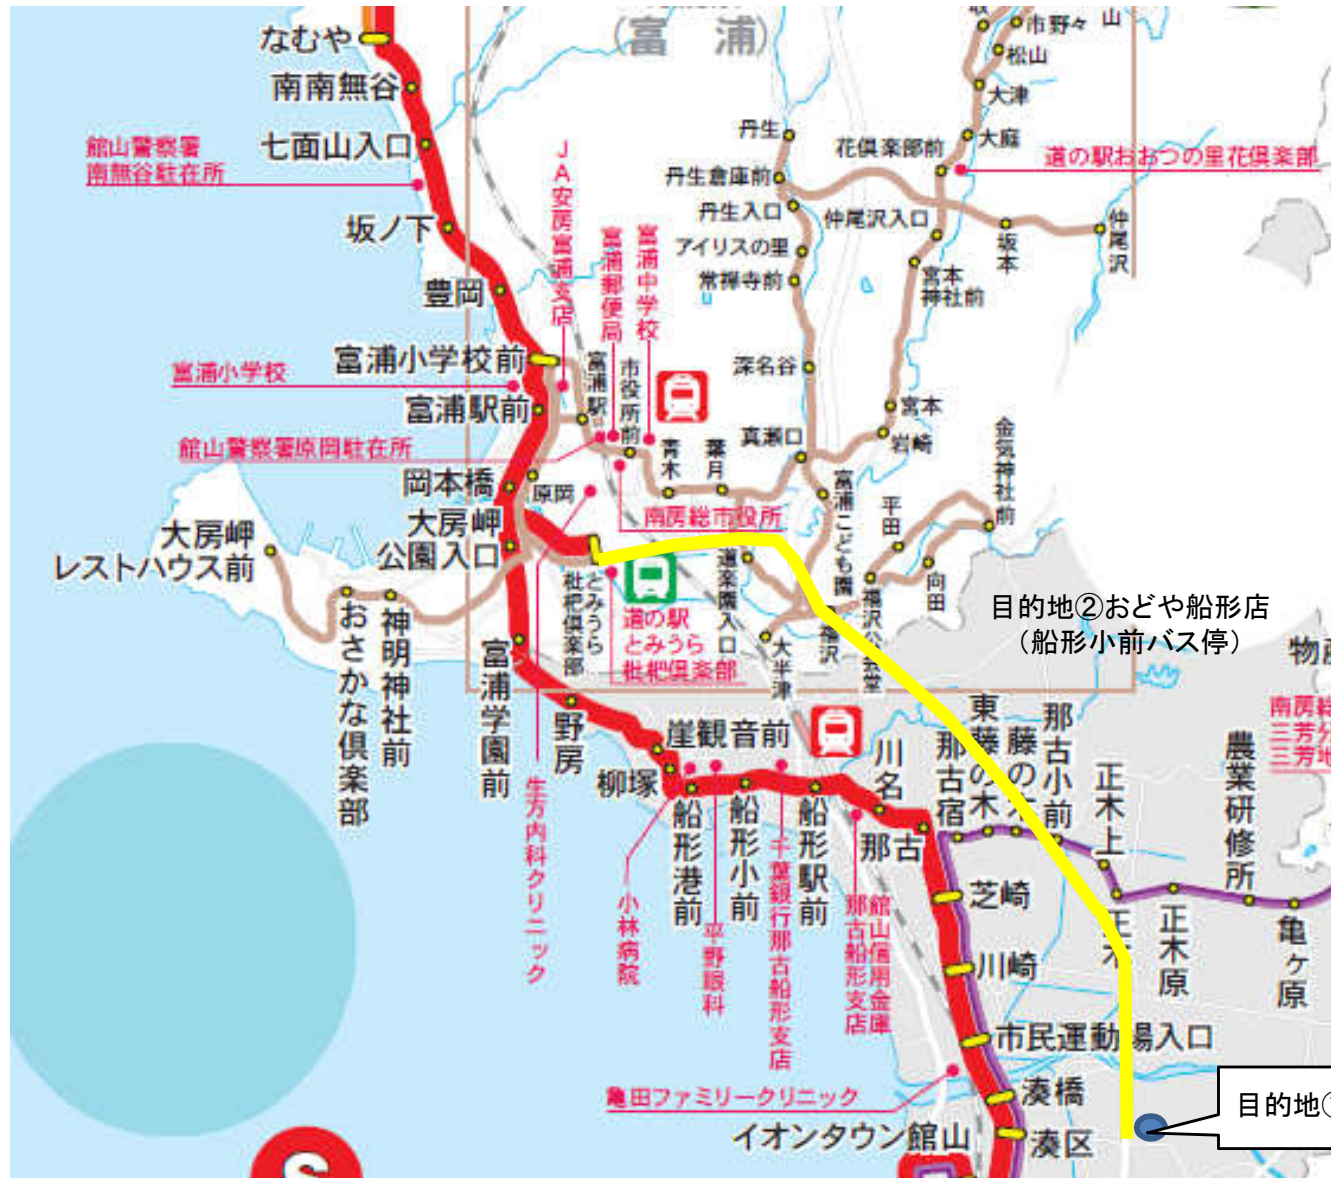 (富 浦)
なむや
南南無谷
七面山入口
館山警察署
南無谷駐在所
坂ノ下
豊岡
富浦小学校前
富浦小学校
富浦駅前
館山警察署原岡駐在所
岡本橋
原岡
大房岬
公園入口
大房岬
レストハウス前
おさかな倶楽部
神明神社前
JA安房富浦支店
富浦郵便局
富浦中学校
富浦駅
市役所前
青木
葉月
南房総市役所
とみうら
枇杷倶楽部
道の駅
とみうら
枇杷倶楽部
道楽園入口
大半津
福沢
福沢公会堂
富浦こども園
平田
向田
金気神社前
真瀬口
深名谷
常禅寺前
アイリスの里
丹生入口
丹生倉庫前
丹生
花倶楽部前
大庭
大津
松山
市野々
山
道の駅おおつの里花倶楽部
仲尾沢入口
坂本
仲尾沢
宮本
神社前
宮本
岩崎
目的地②おどや船形店
(船形小前バス停)
富浦学園前
野房
崖観音前
柳塚
船形港前
船形小前
船形駅前
川名
那古
生方内科クリニック
小林病院
平野眼科
千葉銀行那古船形支店
館山信用金庫
那古船形支店
那古宿
東藤の木
藤の木
那古小前
正木上
正木
正木原
農業研修所
亀ヶ原
芝崎
川崎
市民運動場入口
湊橋
湊区
亀田ファミリークリニック
イオンタウン館山
目的地
S